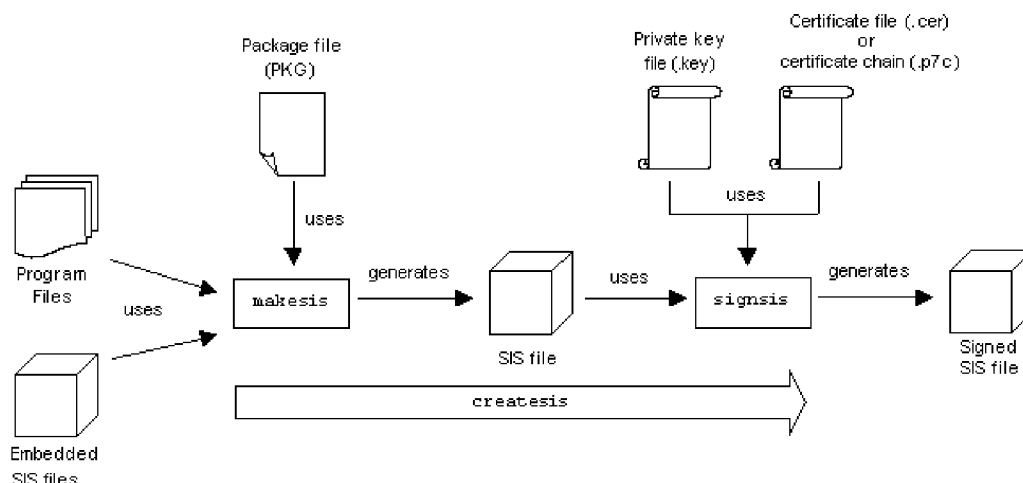 Package file
(PKG)
Private key
file (.key)
Certificate file (.cer)
or
certificate chain (.p7c)
uses
uses
Program
Files
uses
makesis
generates
SIS file
uses
signsis
generates
Signed
SIS file
createsis
Embedded
SIS files